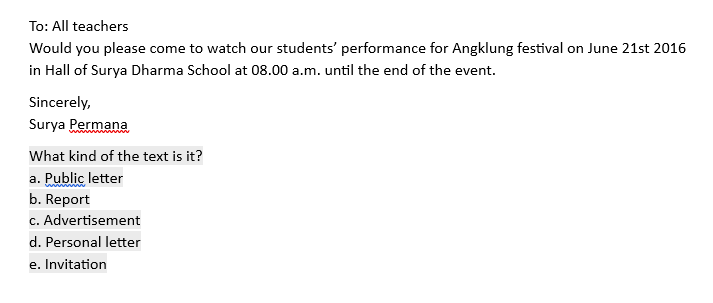 To: All teachers
Would you please come to watch our students’ performance for Angklung festival on June 21st 2016
in Hall of Surya Dharma School at 08.00 a.m. until the end of the event.
Sincerely,
Surya Permana
What kind of the text is it?
a. Public letter
b. Report
c. Advertisement
d. Personal letter
e. Invitation